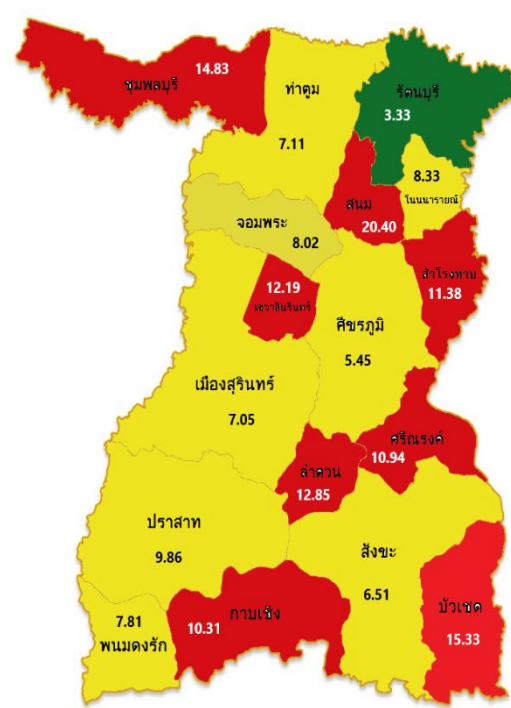 14.83
ชุมพลบุรี
ท่าตูม
7.11
รัตนบุรี
3.33
8.33
โนนนารายณ์
สนม
20.40
จอมพระ
8.02
สำโรงทาบ
11.38
12.19
เขวาสินรินทร์
ศีขรภูมิ
5.45
เมืองสุรินทร์
7.05
ศรีณรงค์
10.94
ลำดวน
12.85
ปราสาท
9.86
สังขะ
6.51
7.81
พนมดงรัก
กาบเชิง
10.31
บัวเชด
15.33